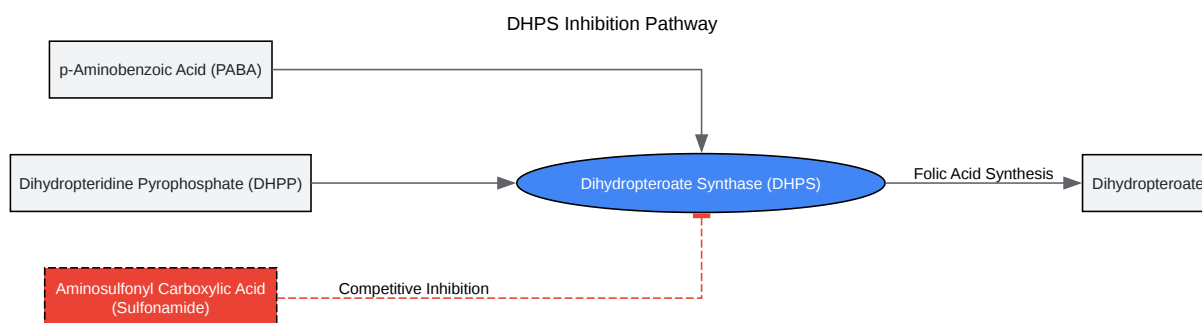 DHPS Inhibition Pathway
p-Aminobenzoic Acid (PABA)
Dihydropteridine Pyrophosphate (DHPP)
Dihydropteroate Synthase (DHPS)
Folic Acid Synthesis
Dihydropteroate
Aminosulfonyl Carboxylic Acid
(Sulfonamide)
Competitive Inhibition